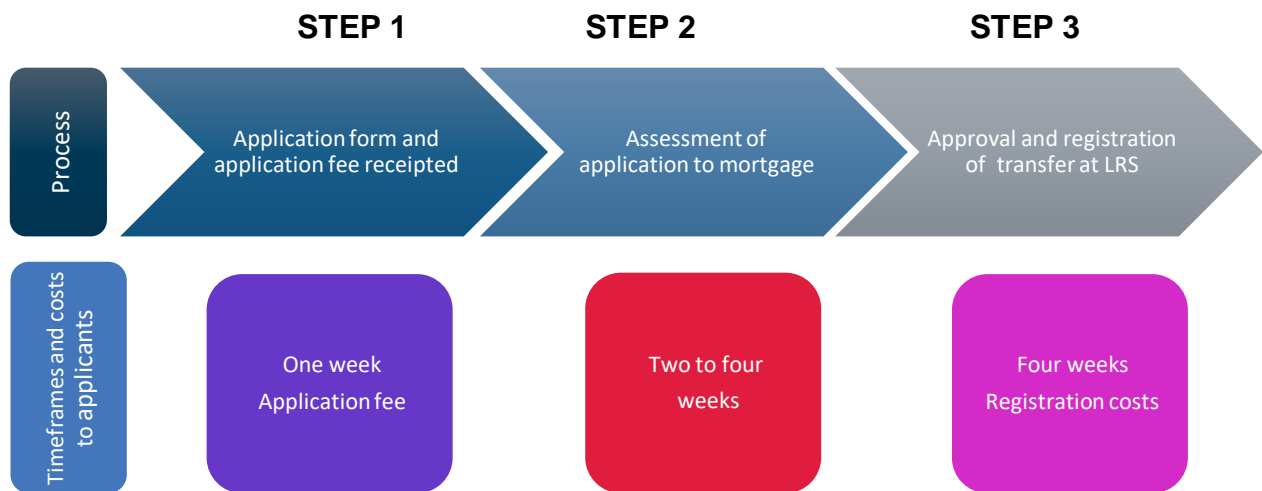 STEP 1
STEP 2
STEP 3
Process
Application form and
application fee receipted
Assessment of
application to mortgage
Approval and registration
of transfer at LRS
Timeframes and costs
to applicants
One week
Application fee
Two to four
weeks
Four weeks
Registration costs